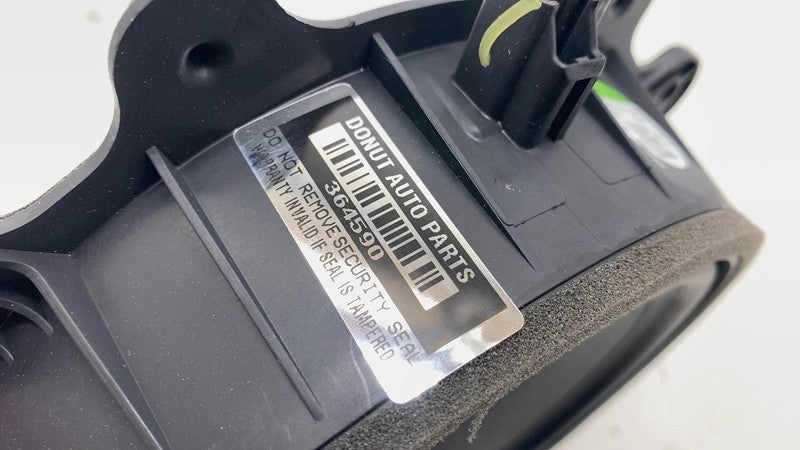 DONUT AUTO PARTS
364590
DO NOT REMOVE SECURITY SEAL
WARRANTY INVALID IF SEAL IS TAMPERED